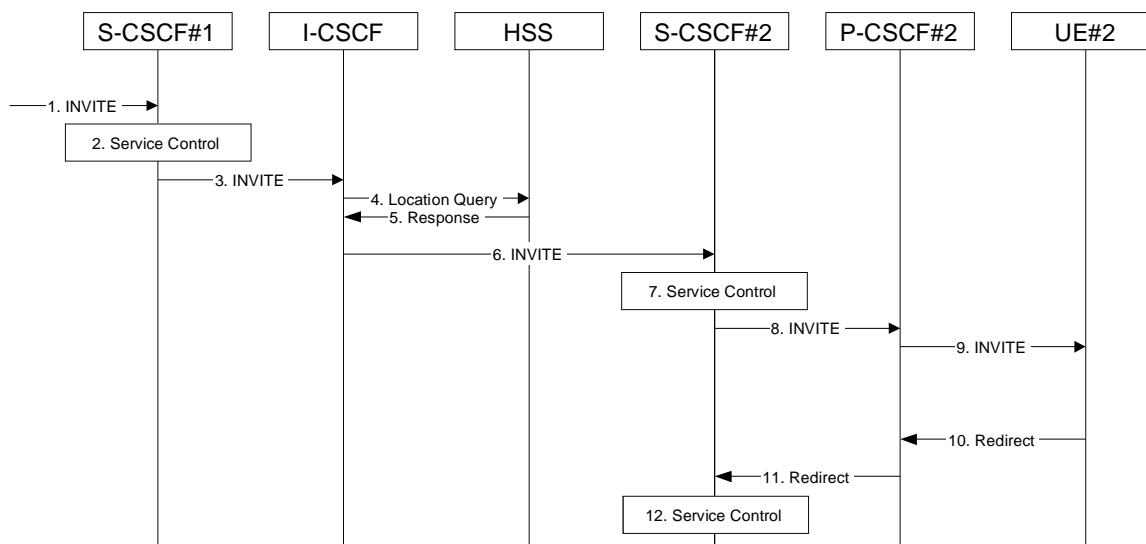 S-CSCF#1
I-CSCF
HSS
S-CSCF#2
P-CSCF#2
UE#2
1. INVITE
2. Service Control
3. INVITE
4. Location Query
5. Response
6. INVITE
7. Service Control
8. INVITE
9. INVITE
10. Redirect
11. Redirect
12. Service Control